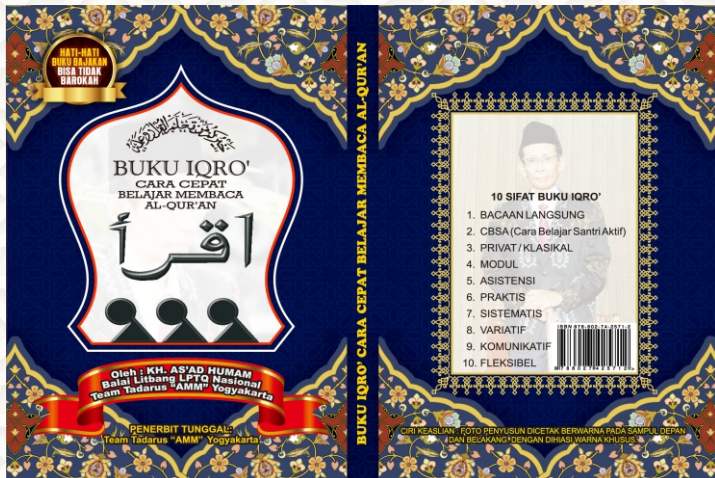 HATI-HATI
BUKU BAJAKAN
BISA TIDAK
BAROKAH
BUKU IQRO'
CARA CEPAT
BELAJAR MEMBACA
AL-QUR'AN
اقرأ
Oleh : KH. AS'AD HUMAM
Balai Litbang LPTQ Nasional
Team Tadarus "AMM" Yogyakarta
PENERBIT TUNGGAL:
Team Tadarus "AMM" Yogyakarta
BUKU IQRO' CARA CEPAT BELAJAR MEMBACA AL-QUR'AN
10 SIFAT BUKU IQRO'
1. BACAAN LANGSUNG
2. CBSA (Cara Belajar Santri Aktif)
3. PRIVAT / KLASIKAL
4. MODUL
5. ASISTENSI
6. PRAKTIS
7. SISTEMATIS
8. VARIATIF
9. KOMUNIKATIF
10. FLEKSIBEL
CIRI KEASLIAN : FOTO PENYUSUN DICETAK BERWARNA PADA SAMPUL DEPAN
DAN BELAKANG DENGAN DIHIASI WARNA KHUSUS